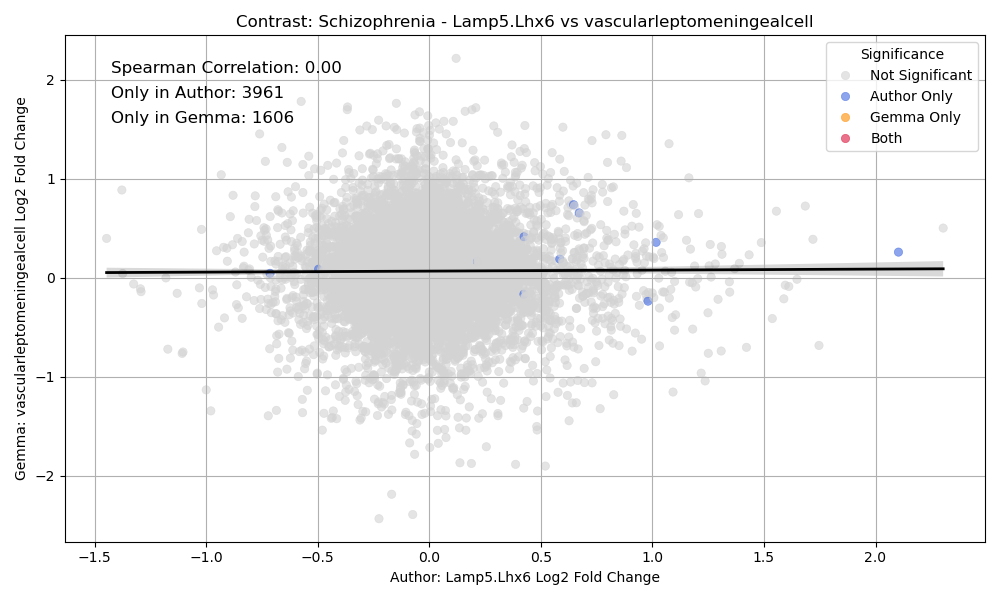 Contrast: Schizophrenia - Lamp5.Lhx6 vs vascularleptomeningealcell
Spearman Correlation: 0.00
Only in Author: 3961
Only in Gemma: 1606
Significance
Not Significant
Author Only
Gemma Only
Both
Gemma: vascularleptomeningealcell Log2 Fold Change
2
1
0
−1
−2
−1.5
−1.0
−0.5
0.0
0.5
1.0
1.5
2.0
Author: Lamp5.Lhx6 Log2 Fold Change